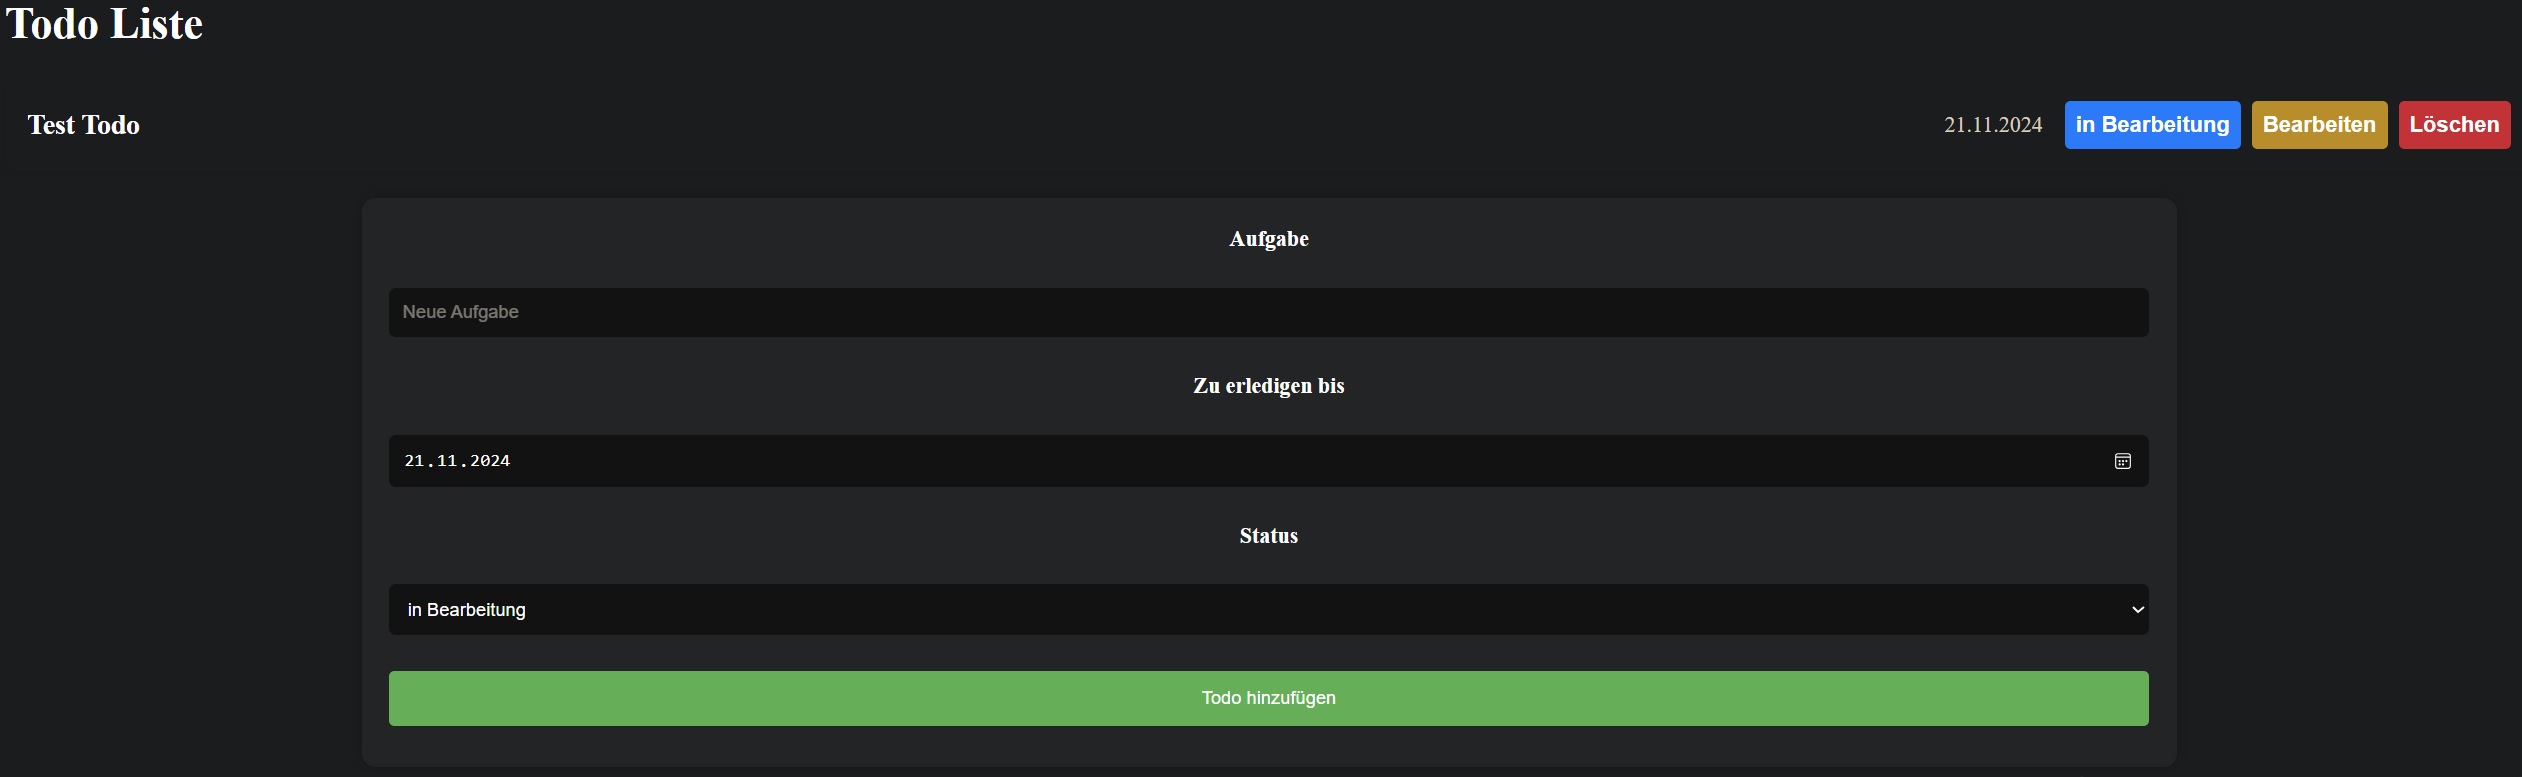 Todo Liste
Test Todo 21.11.2024 in Bearbeitung Bearbeiten Löschen
Aufgabe
Neue Aufgabe
Zu erledigen bis
21.11.2024
Status
in Bearbeitung
Todo hinzufügen